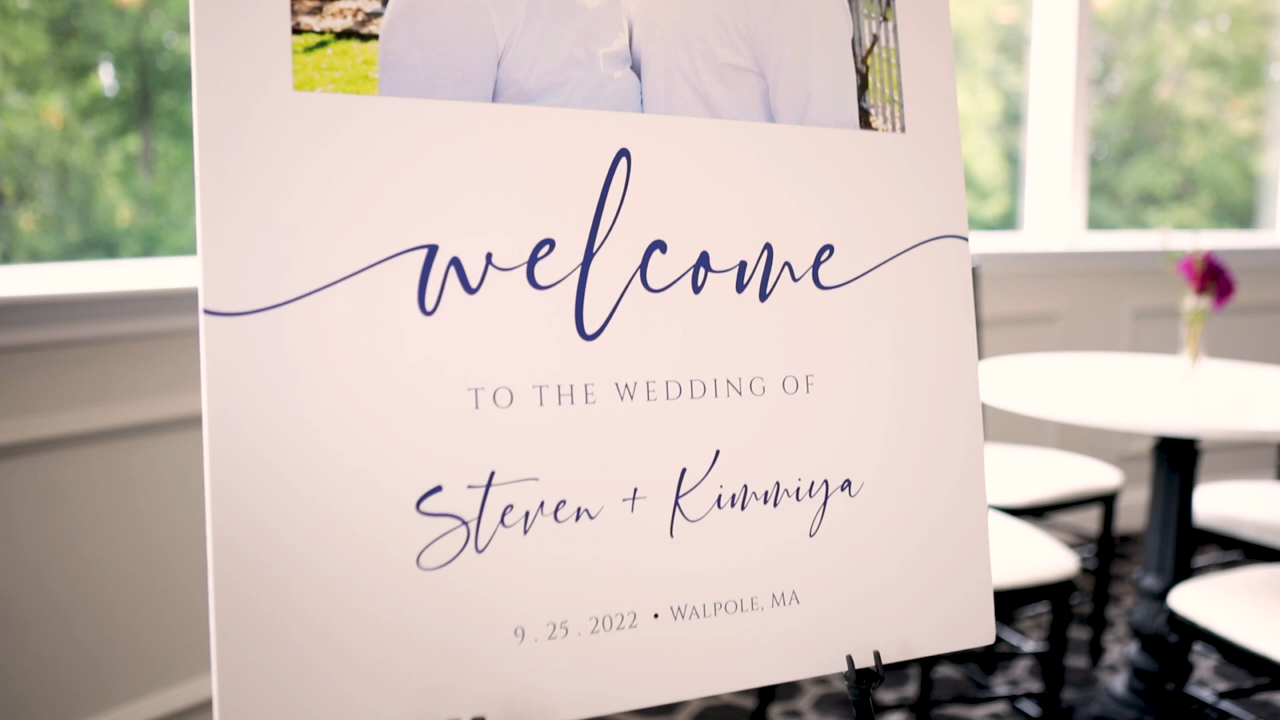 welcome
TO THE WEDDING OF
Steven + Kimmiya
9 . 25 . 2022 • WALPOLE, MA